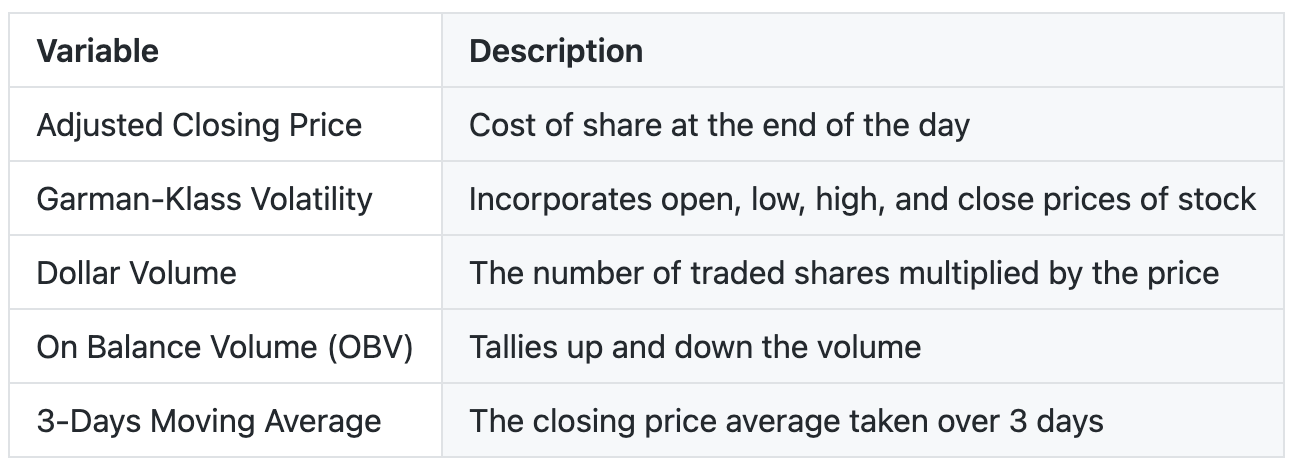 Variable Description
Adjusted Closing Price Cost of share at the end of the day
Garman-Klass Volatility Incorporates open, low, high, and close prices of stock
Dollar Volume The number of traded shares multiplied by the price
On Balance Volume (OBV) Tallies up and down the volume
3-Days Moving Average The closing price average taken over 3 days